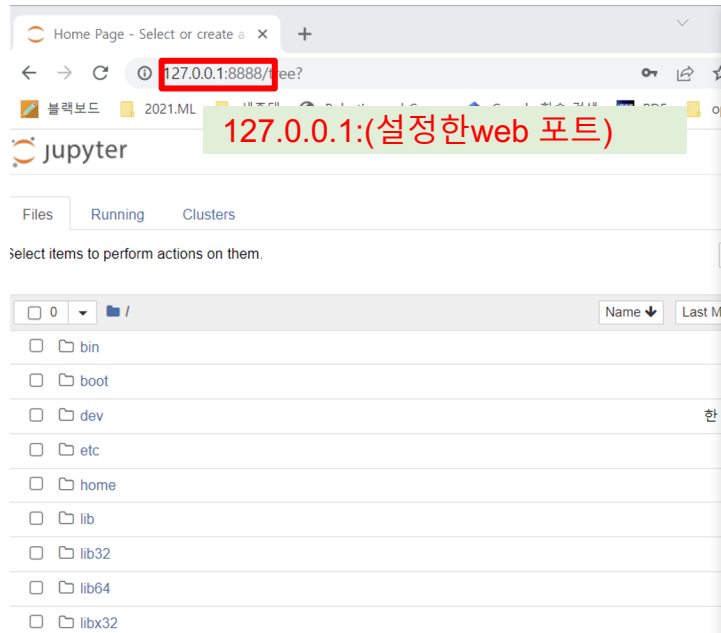 Home Page - Select or create a
127.0.0.1:8888/tree?
블랙보드 2021.ML
127.0.0.1:(설정한web 포트)
jupyter
Files Running Clusters
Select items to perform actions on them.
0 / Name Last M
bin
boot
dev 한
etc
home
lib
lib32
lib64
libx32